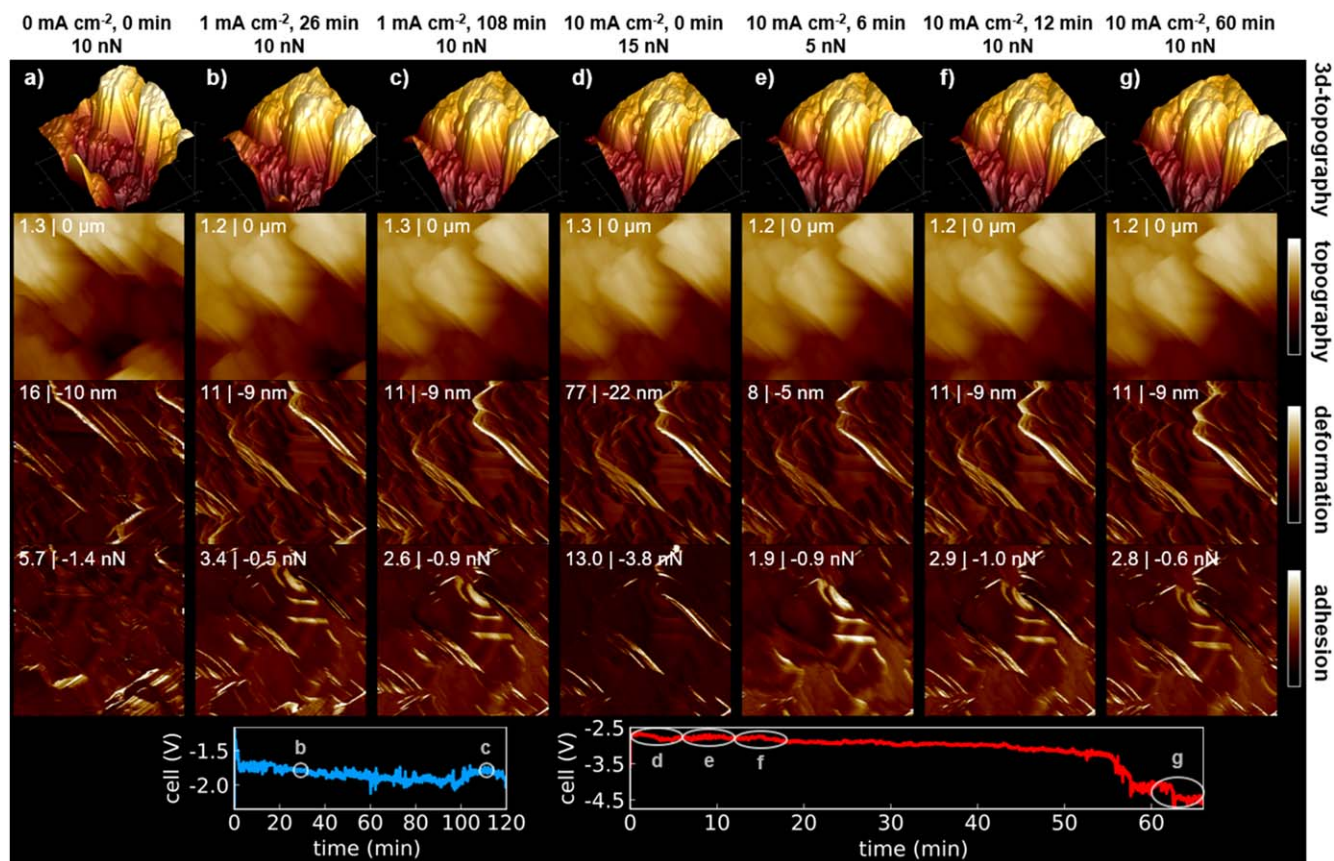 0 mA cm-2, 0 min
10 nN
1 mA cm-2, 26 min
10 nN
1 mA cm-2, 108 min
10 nN
10 mA cm-2, 0 min
15 nN
10 mA cm-2, 6 min
5 nN
10 mA cm-2, 12 min
10 nN
10 mA cm-2, 60 min
10 nN
a)
b)
c)
d)
e)
f)
g)
3d-topography
1.3 | 0 µm
1.2 | 0 µm
1.3 | 0 µm
1.3 | 0 µm
1.2 | 0 µm
1.2 | 0 µm
1.2 | 0 µm
topography
16 | -10 nm
11 | -9 nm
11 | -9 nm
77 | -22 nm
8 | -5 nm
11 | -9 nm
11 | -9 nm
deformation
5.7 | -1.4 nN
3.4 | -0.5 nN
2.6 | -0.9 nN
13.0 | -3.8 nN
1.9 | -0.9 nN
2.9 | -1.0 nN
2.8 | -0.6 nN
adhesion
cell (V)
-1.5
-2.0
b
c
0 20 40 60 80 100 120
time (min)
cell (V)
-2.5
-3.5
-4.5
d
e
f
g
0 10 20 30 40 50 60
time (min)